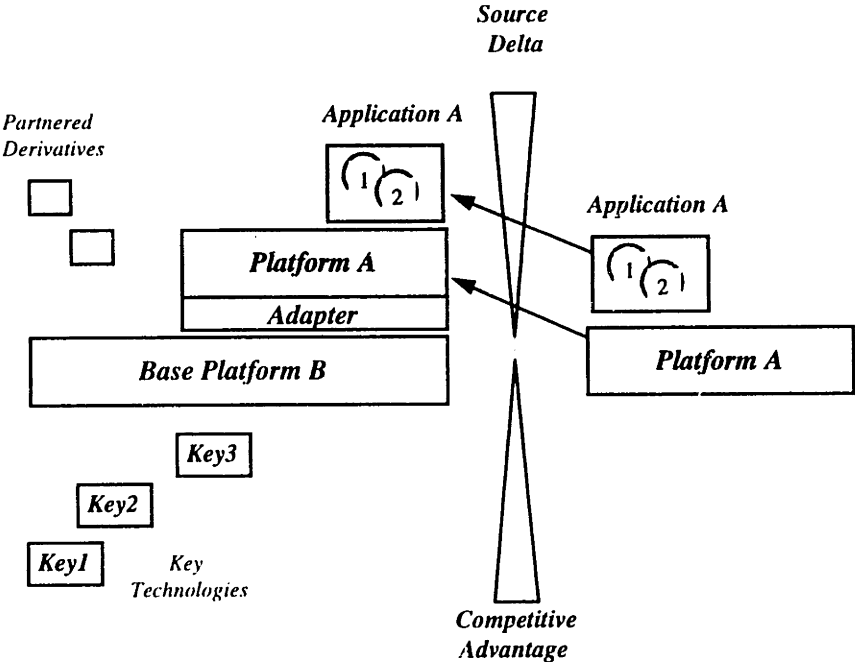 Source
Delta
Partnered
Derivatives
Application A
1
2
Application A
1
2
Platform A
Adapter
Platform A
Base Platform B
Key3
Key2
Key1
Key
Technologies
Competitive
Advantage